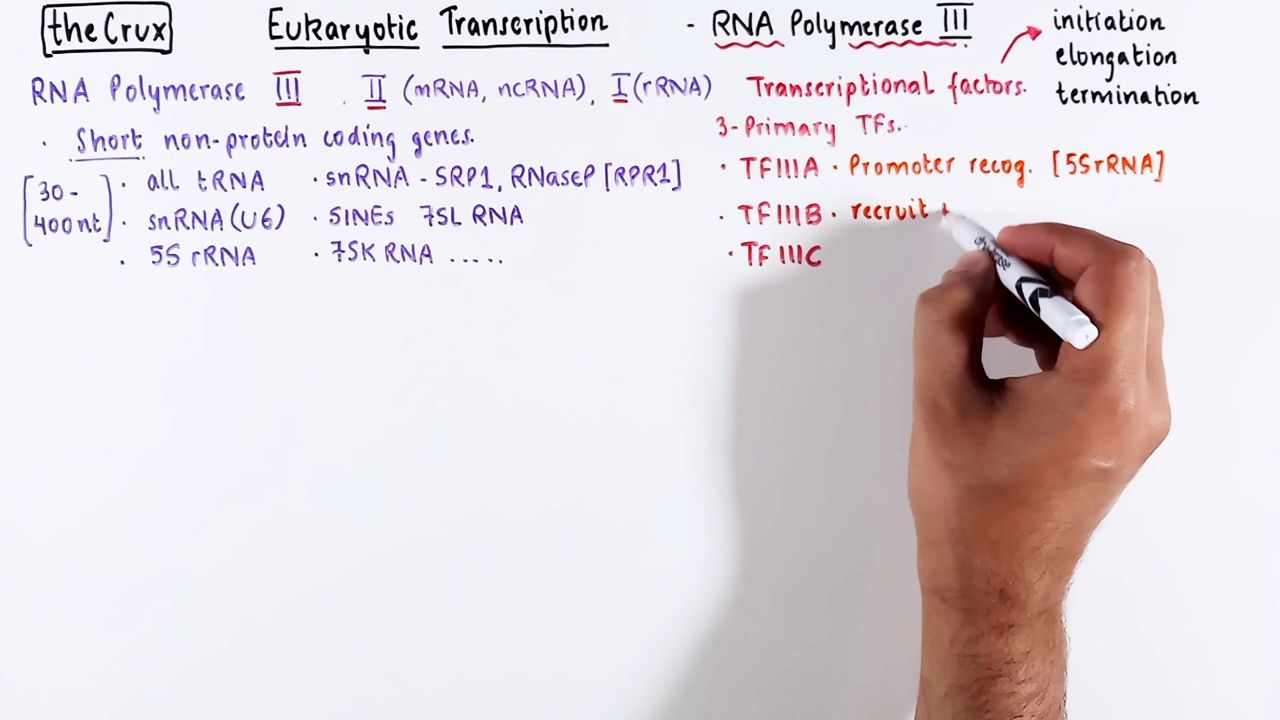 theCrux Eukaryotic Transcription - RNA Polymerase III
RNA Polymerase III . II (mRNA, ncRNA), I (rRNA)
· Short non-protein coding genes.
[30-400nt]
· all tRNA · snRNA - SRP1, RNaseP [RPR1]
· snRNA (U6) · SINEs 7SL RNA
. 5S rRNA · 7SK RNA .....
Transcriptional factors.
initiation
elongation
termination
3-Primary TFs.
· TFIIIA · Promoter recog. [5SrRNA]
· TFIIIB · recruit
· TFIIIC